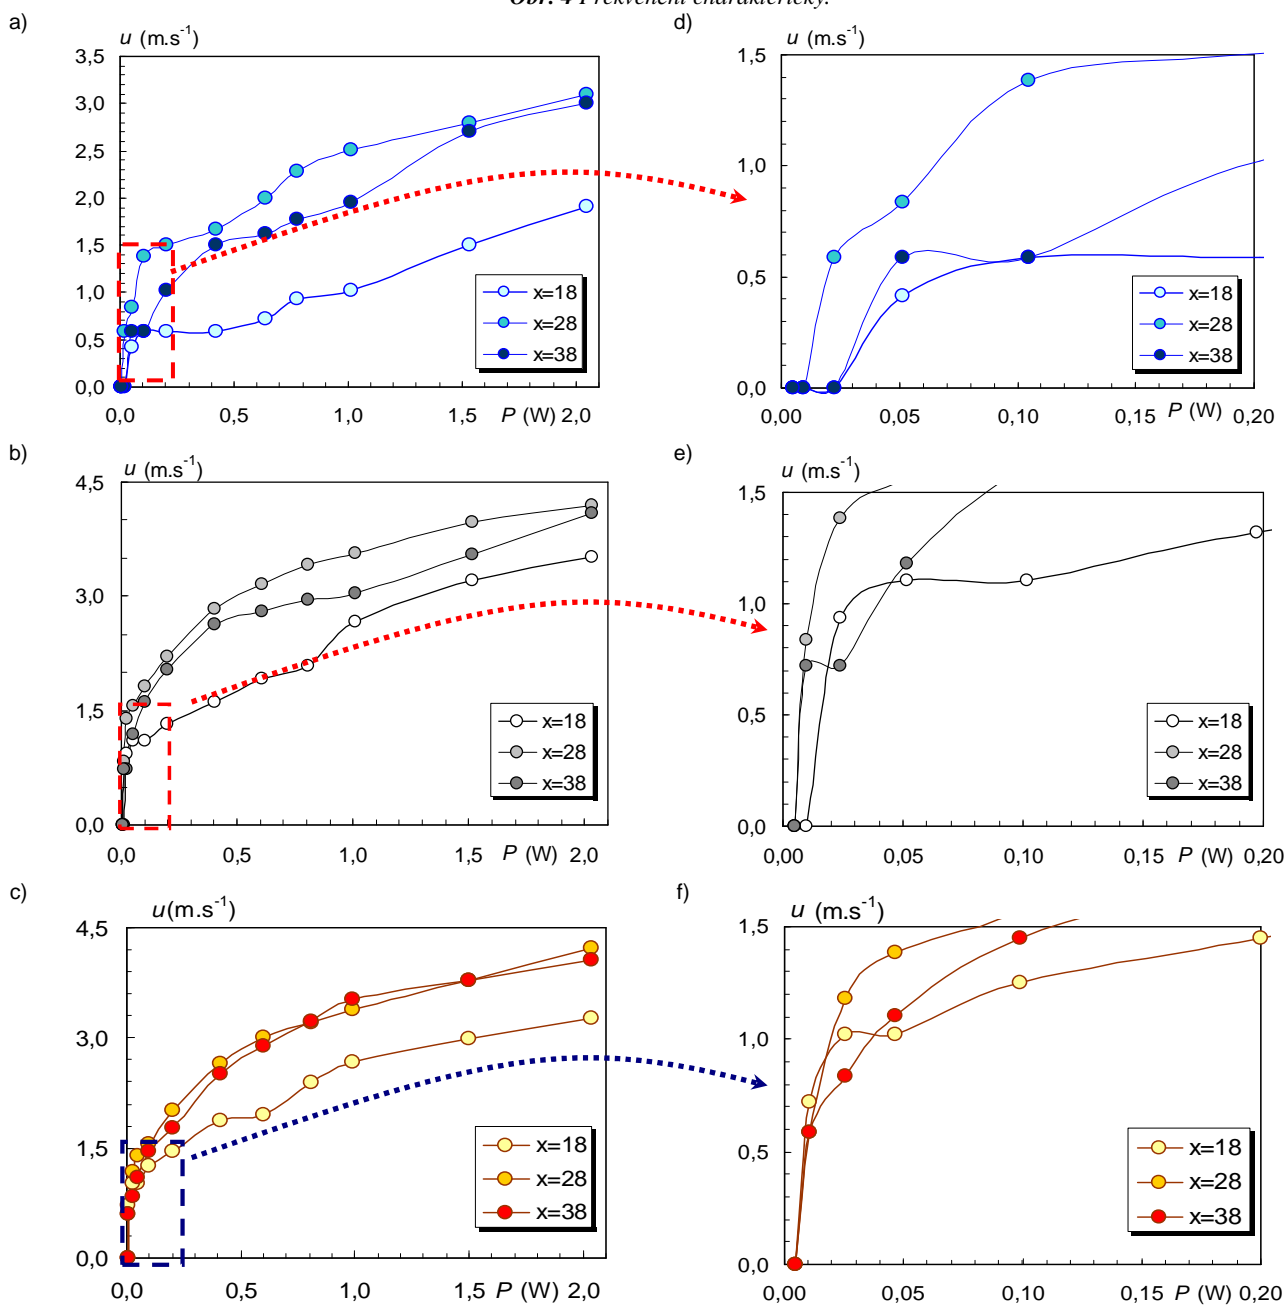 Obr. 4 Frekvenční charakteristiky.
a)
u (m.s-1)
3,5
3,0
2,5
2,0
1,5
1,0
0,5
0,0
0,0 0,5 1,0 1,5 P (W) 2,0
x=18
x=28
x=38
d)
u (m.s-1)
1,5
1,0
0,5
0,0
0,00 0,05 0,10 0,15 P (W) 0,20
x=18
x=28
x=38
b)
u (m.s-1)
4,5
3,0
1,5
0,0
0,0 0,5 1,0 1,5 P (W) 2,0
x=18
x=28
x=38
e)
u (m.s-1)
1,5
1,0
0,5
0,0
0,00 0,05 0,10 0,15 P (W) 0,20
x=18
x=28
x=38
c)
u(m.s-1)
4,5
3,0
1,5
0,0
0,0 0,5 1,0 1,5 P (W) 2,0
x=18
x=28
x=38
f)
u (m.s-1)
1,5
1,0
0,5
0,0
0,00 0,05 0,10 0,15 P (W) 0,20
x=18
x=28
x=38